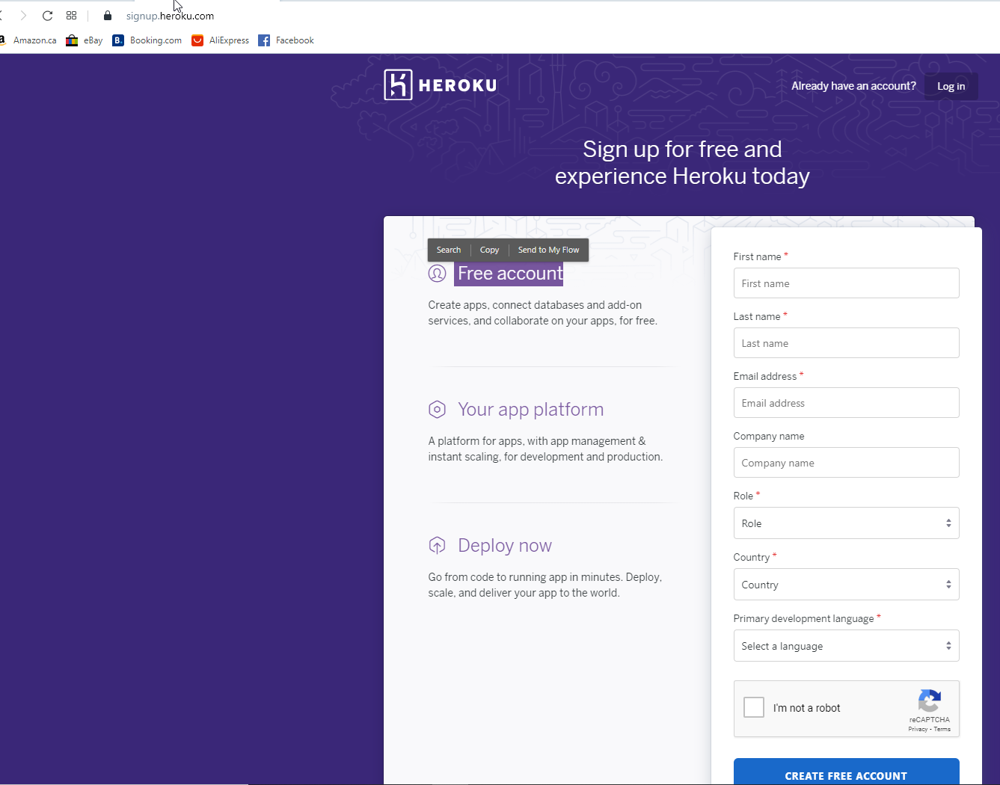 signup.heroku.com
Amazon.ca eBay Booking.com AliExpress Facebook
HEROKU
Already have an account? Log in
Sign up for free and
experience Heroku today
Search Copy Send to My Flow
Free account
Create apps, connect databases and add-on
services, and collaborate on your apps, for free.
Your app platform
A platform for apps, with app management &
instant scaling, for development and production.
Deploy now
Go from code to running app in minutes. Deploy,
scale, and deliver your app to the world.
First name *
First name
Last name *
Last name
Email address *
Email address
Company name
Company name
Role *
Role
Country *
Country
Primary development language *
Select a language
I'm not a robot
reCAPTCHA
Privacy - Terms
CREATE FREE ACCOUNT